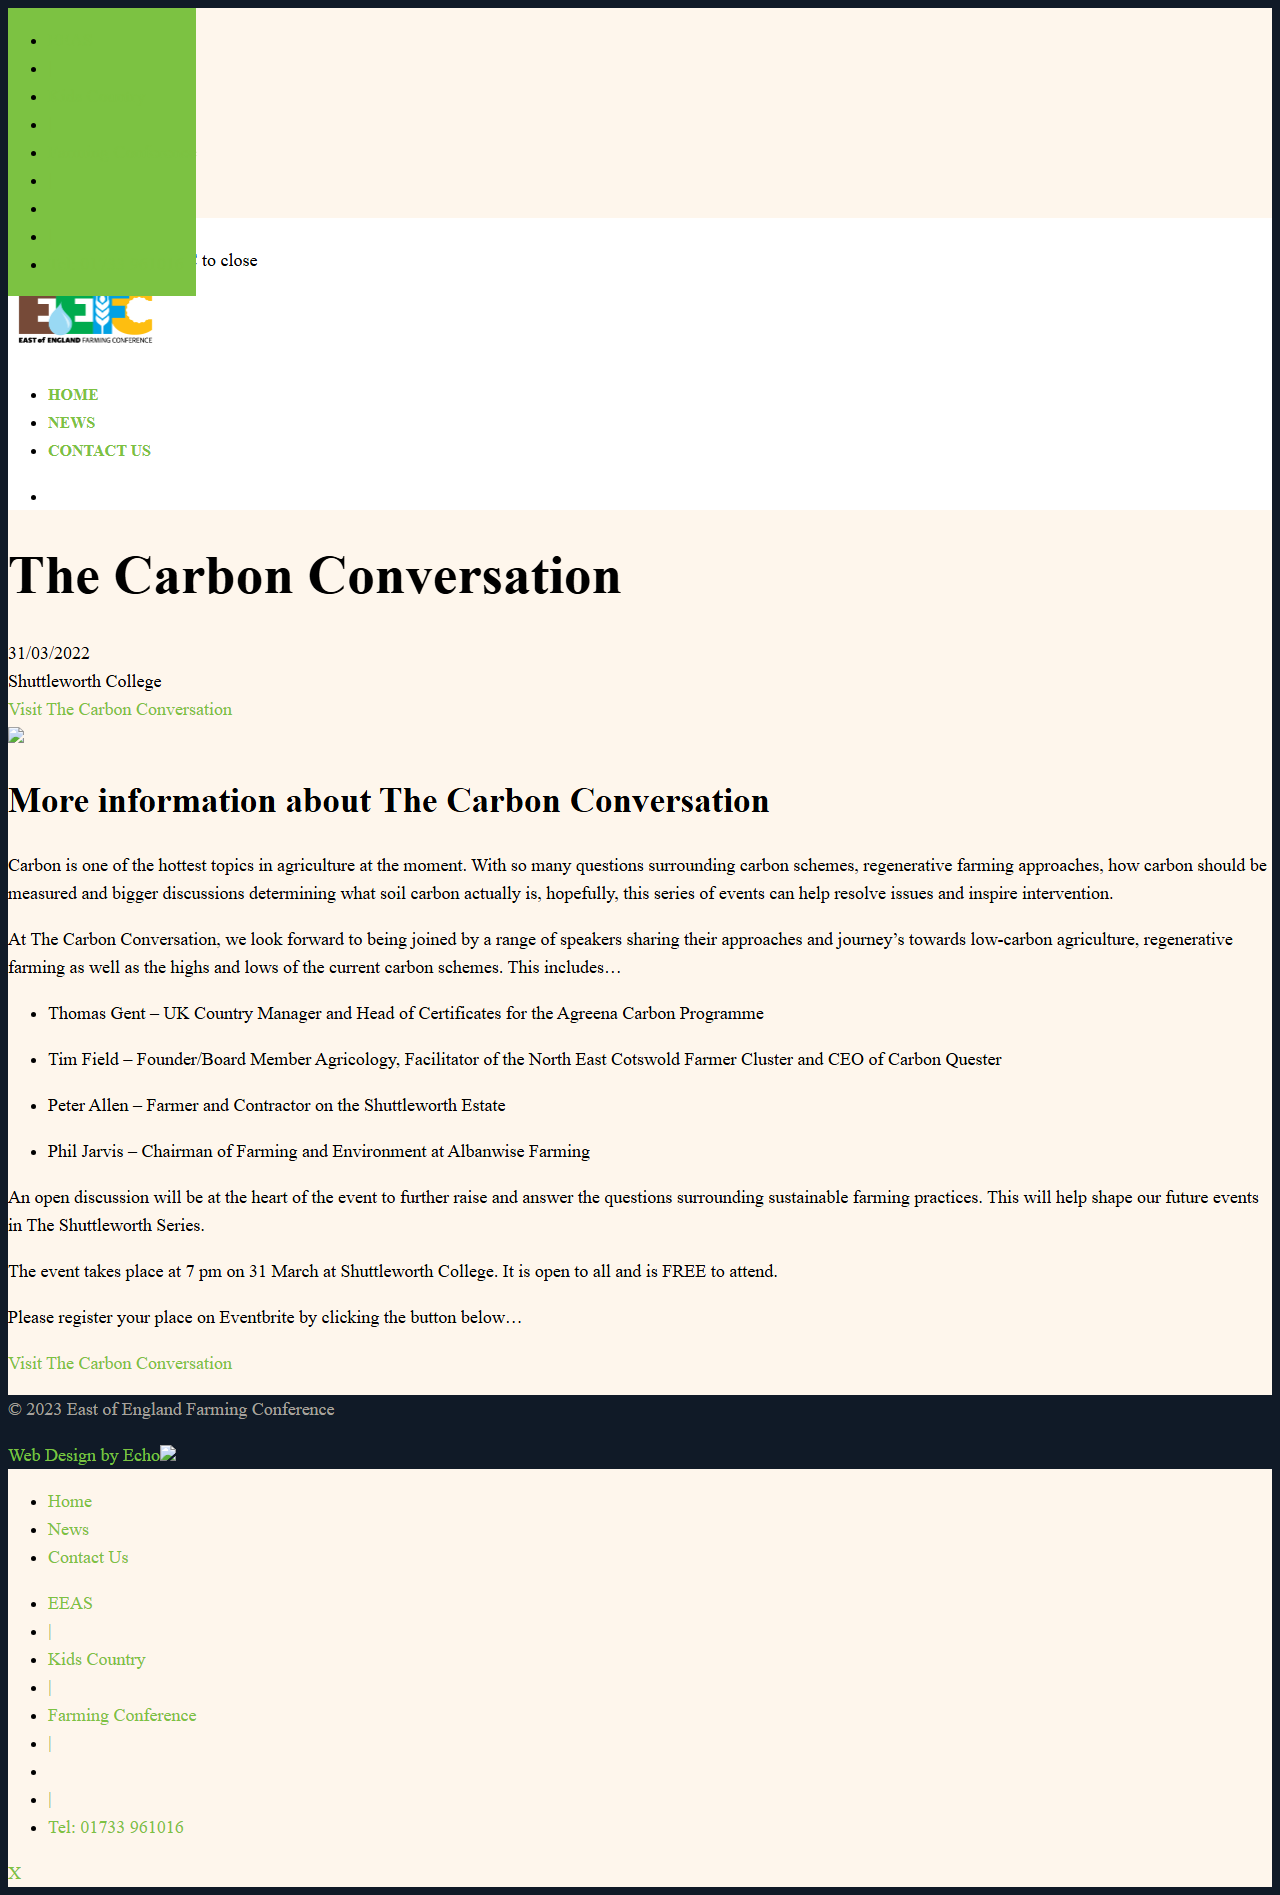 to close
EEFC
EAST of ENGLAND FARMING CONFERENCE
HOME
NEWS
CONTACT US
The Carbon Conversation
31/03/2022
Shuttleworth College
Visit The Carbon Conversation
More information about The Carbon Conversation
Carbon is one of the hottest topics in agriculture at the moment. With so many questions surrounding carbon schemes, regenerative farming approaches, how carbon should be
measured and bigger discussions determining what soil carbon actually is, hopefully, this series of events can help resolve issues and inspire intervention.
At The Carbon Conversation, we look forward to being joined by a range of speakers sharing their approaches and journey’s towards low-carbon agriculture, regenerative
farming as well as the highs and lows of the current carbon schemes. This includes…
Thomas Gent – UK Country Manager and Head of Certificates for the Agreena Carbon Programme
Tim Field – Founder/Board Member Agricology, Facilitator of the North East Cotswold Farmer Cluster and CEO of Carbon Quester
Peter Allen – Farmer and Contractor on the Shuttleworth Estate
Phil Jarvis – Chairman of Farming and Environment at Albanwise Farming
An open discussion will be at the heart of the event to further raise and answer the questions surrounding sustainable farming practices. This will help shape our future events
in The Shuttleworth Series.
The event takes place at 7 pm on 31 March at Shuttleworth College. It is open to all and is FREE to attend.
Please register your place on Eventbrite by clicking the button below…
Visit The Carbon Conversation
© 2023 East of England Farming Conference
Web Design by Echo
Home
News
Contact Us
EEAS
|
Kids Country
|
Farming Conference
|
|
Tel: 01733 961016
X